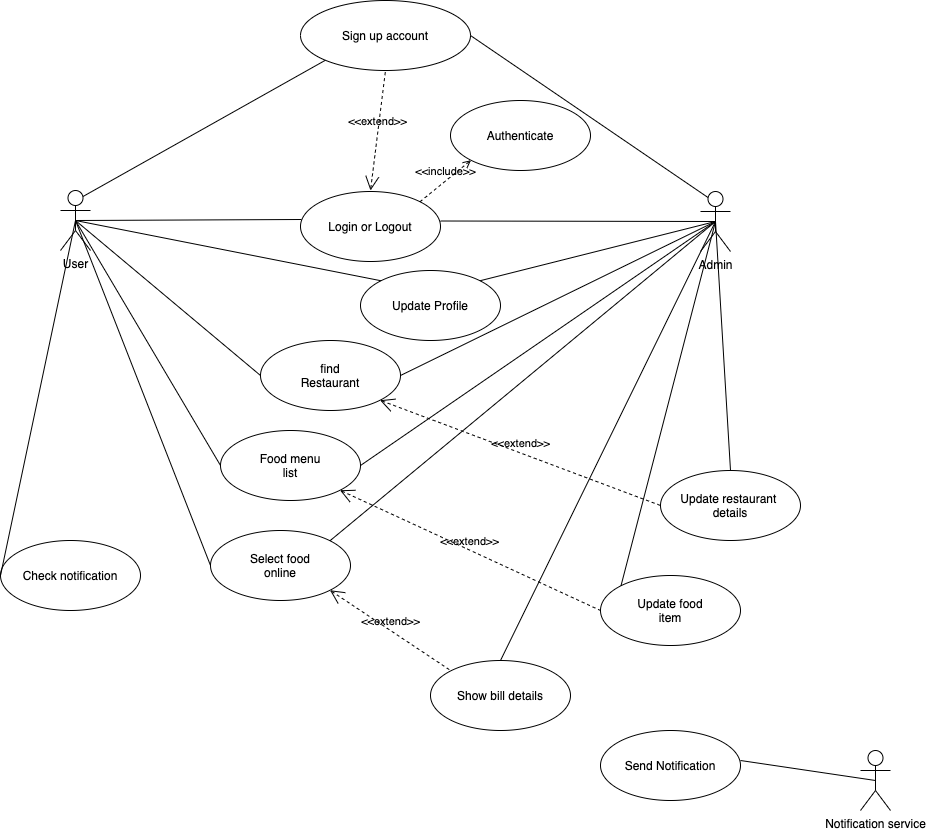 Sign up account
<<extend>>
Authenticate
<<include>>
Login or Logout
User
Admin
Update Profile
find
Restaurant
<<extend>>
Food menu
list
Update restaurant
details
<<extend>>
Select food
online
Check notification
Update food
item
<<extend>>
Show bill details
Send Notification
Notification service